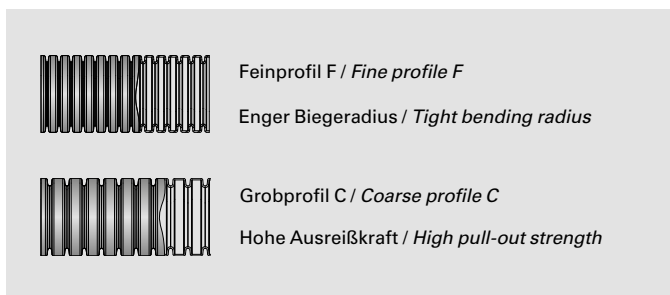 Feinprofil F / Fine profile F
Enger Biegeradius / Tight bending radius
Grobprofil C / Coarse profile C
Hohe Ausreißkraft / High pull-out strength